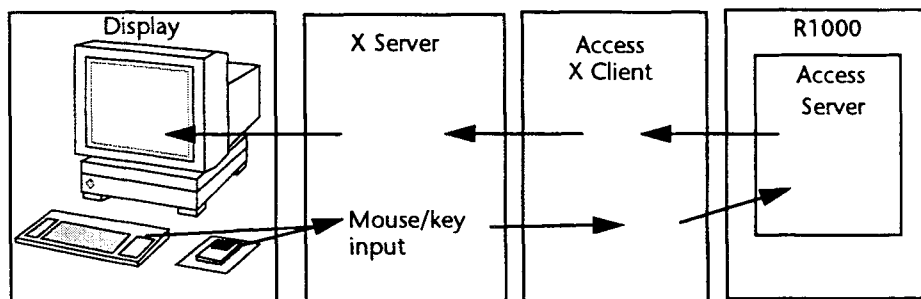 Display
X Server
Access
X Client
R1000
Access
Server
Mouse/key
input